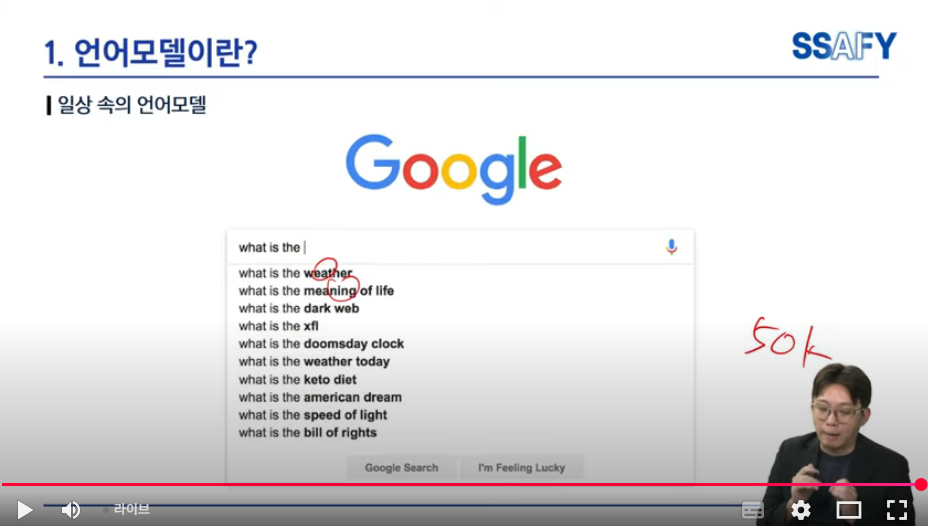 1. 언어모델이란?
SSAFY
일상 속의 언어모델
Google
what is the
what is the weather
what is the meaning of life
what is the dark web
what is the xfl
what is the doomsday clock
what is the weather today
what is the keto diet
what is the american dream
what is the speed of light
what is the bill of rights
50k
Google Search
I'm Feeling Lucky
라이브